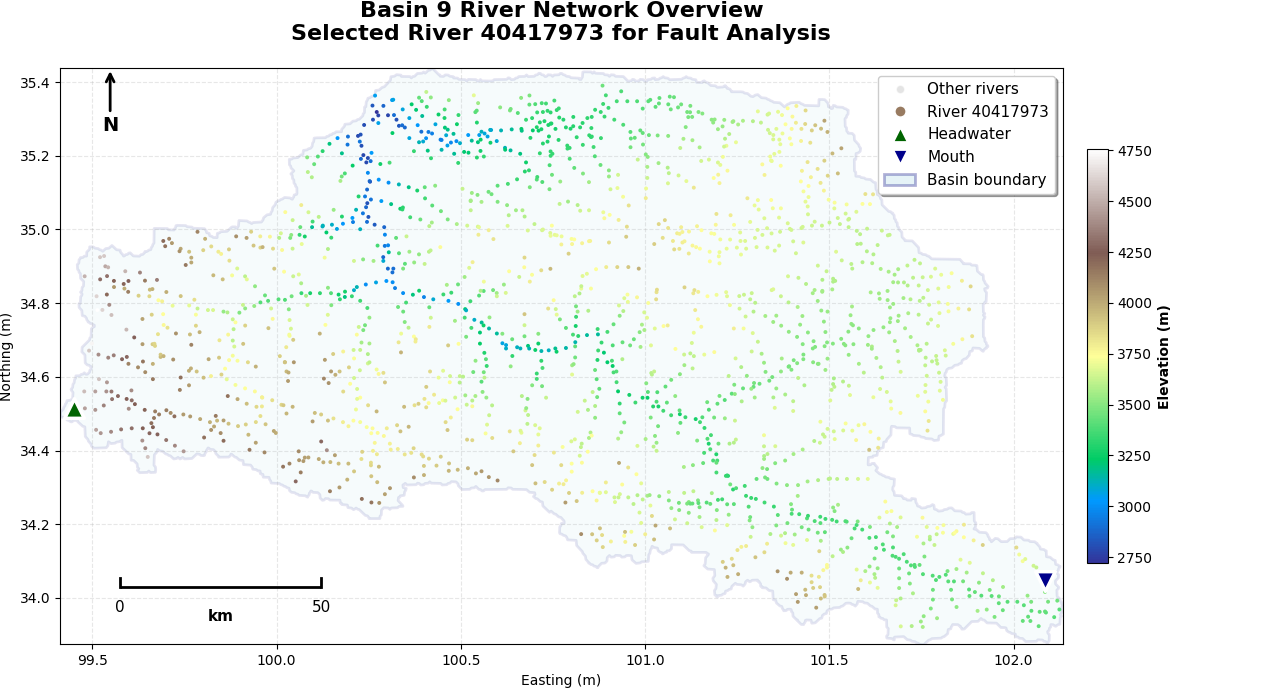 Basin 9 River Network Overview
Selected River 40417973 for Fault Analysis
N
Other rivers
River 40417973
Headwater
Mouth
Basin boundary
35.4
35.2
35.0
34.8
34.6
34.4
34.2
34.0
Northing (m)
0
50
km
99.5
100.0
100.5
101.0
101.5
102.0
Easting (m)
4750
4500
4250
4000
3750
3500
3250
3000
2750
Elevation (m)